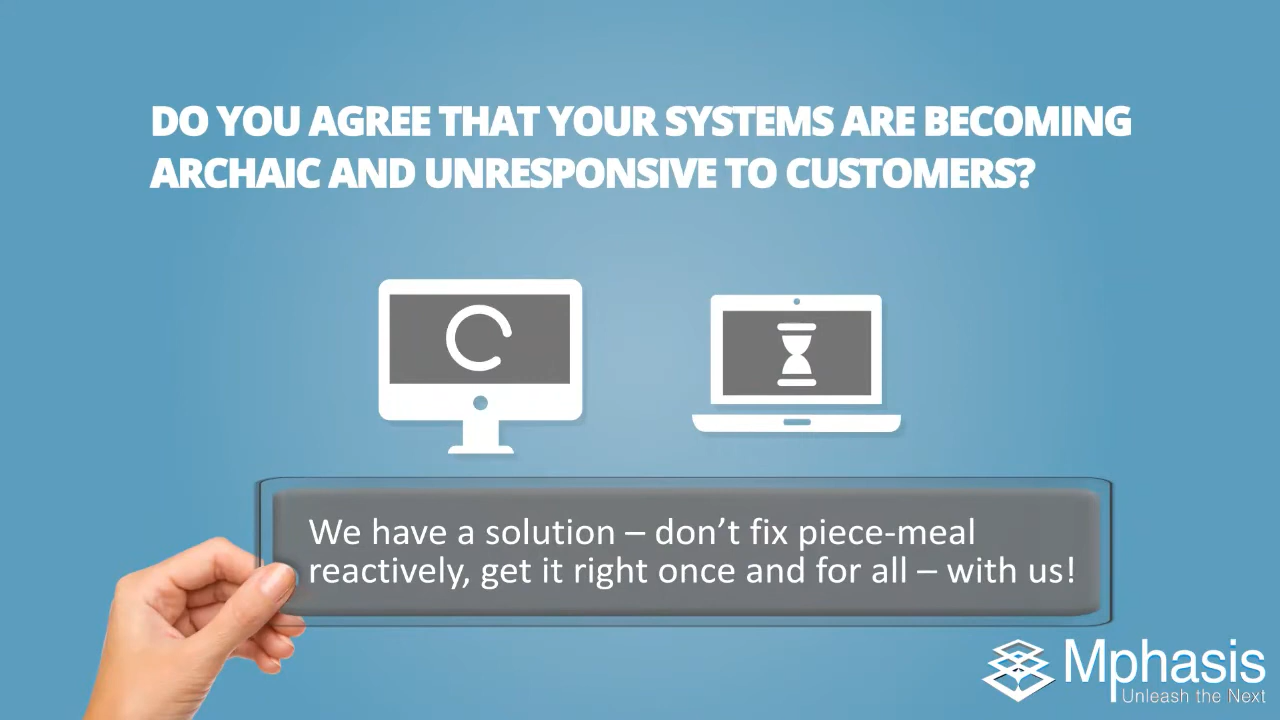 DO YOU AGREE THAT YOUR SYSTEMS ARE BECOMING
ARCHAIC AND UNRESPONSIVE TO CUSTOMERS?
We have a solution – don’t fix piece-meal
reactively, get it right once and for all – with us!
Mphasis
Unleash the Next